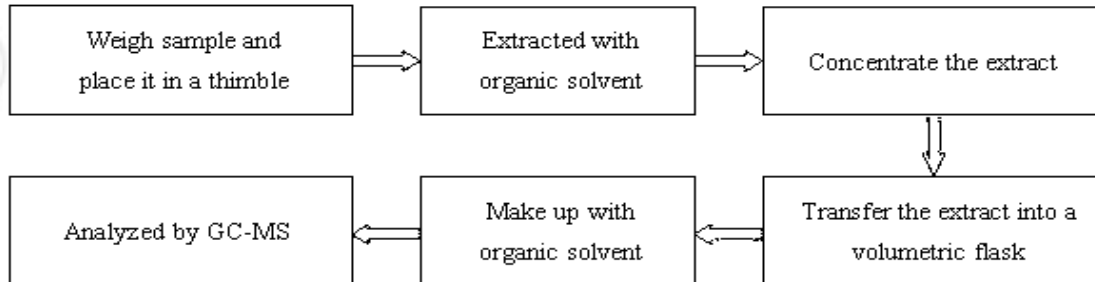 Weigh sample and
place it in a thimble
Extracted with
organic solvent
Concentrate the extract
Transfer the extract into a
volumetric flask
Make up with
organic solvent
Analyzed by GC-MS